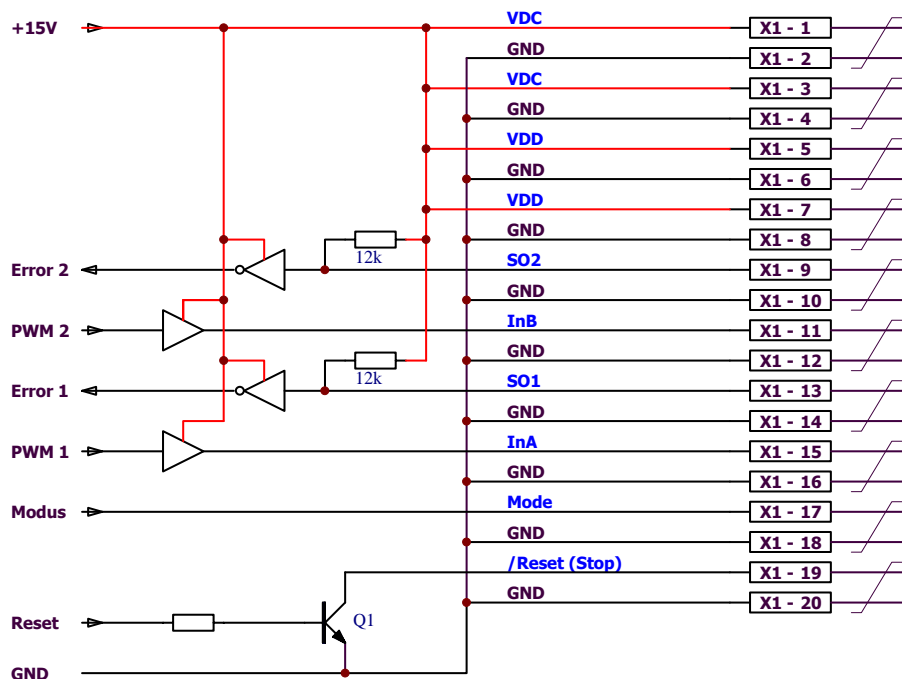 +15V VDC X1 - 1
GND X1 - 2
VDC X1 - 3
GND X1 - 4
VDD X1 - 5
GND X1 - 6
VDD X1 - 7
GND X1 - 8
12k
Error 2 SO2 X1 - 9
GND X1 - 10
PWM 2 InB X1 - 11
GND X1 - 12
12k
Error 1 SO1 X1 - 13
GND X1 - 14
PWM 1 InA X1 - 15
GND X1 - 16
Modus Mode X1 - 17
GND X1 - 18
/Reset (Stop) X1 - 19
GND X1 - 20
Reset Q1
GND